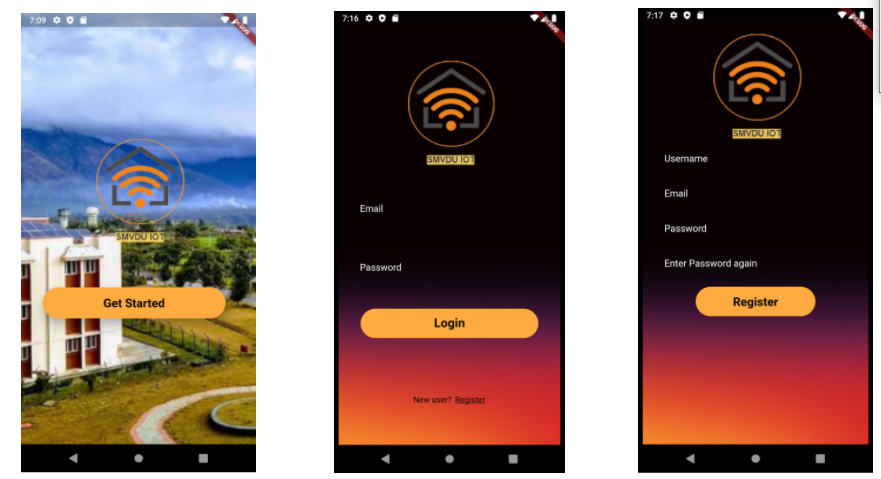 7:09
DEBUG
SMVDU IOT
Get Started
7:16
DEBUG
SMVDU IOT
Email
Password
Login
New user? Register
7:17
DEBUG
SMVDU IOT
Username
Email
Password
Enter Password again
Register